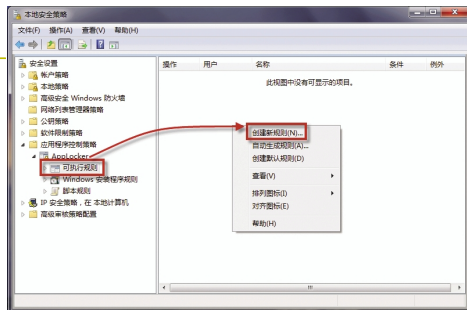 本地安全策略
文件(F) 操作(A) 查看(V) 帮助(H)
安全设置
帐户策略
本地策略
高级安全 Windows 防火墙
网络列表管理器策略
公钥策略
软件限制策略
应用程序控制策略
AppLocker
可执行规则
Windows 安装程序规则
脚本规则
IP 安全策略，在 本地计算机
高级审核策略配置
操作 用户 名称 条件 例外
此视图中没有可显示的项目。
创建新规则(N)...
自动生成规则(A)...
创建默认规则(D)
查看(V)
排列图标(I)
对齐图标(E)
帮助(H)